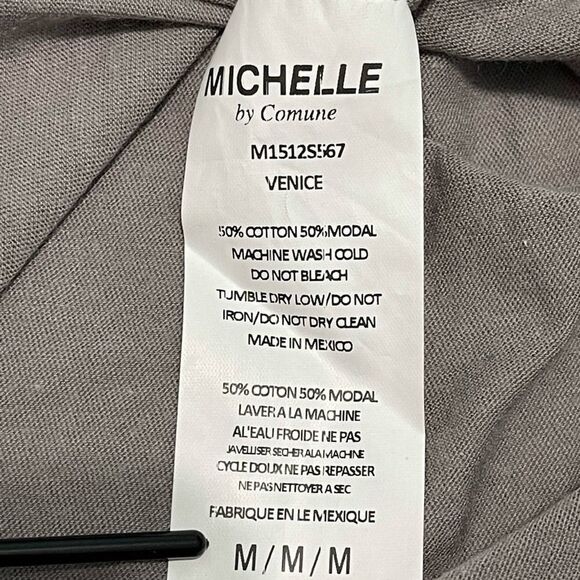 MICHELLE
by Comune
M1512S567
VENICE
50% COTTON 50% MODAL
MACHINE WASH COLD
DO NOT BLEACH
TUMBLE DRY LOW/DO NOT
IRON/DO NOT DRY CLEAN
MADE IN MEXICO
50% COTTON 50% MODAL
LAVER A LA MACHINE
AL'EAU FROIDE NE PAS
JAVELLISER SECHER ALA MACHINE
CYCLE DOUX NE PAS REPASSER
NE PAS NETTOYER A SEC
FABRIQUE EN LE MEXIQUE
M/M/M